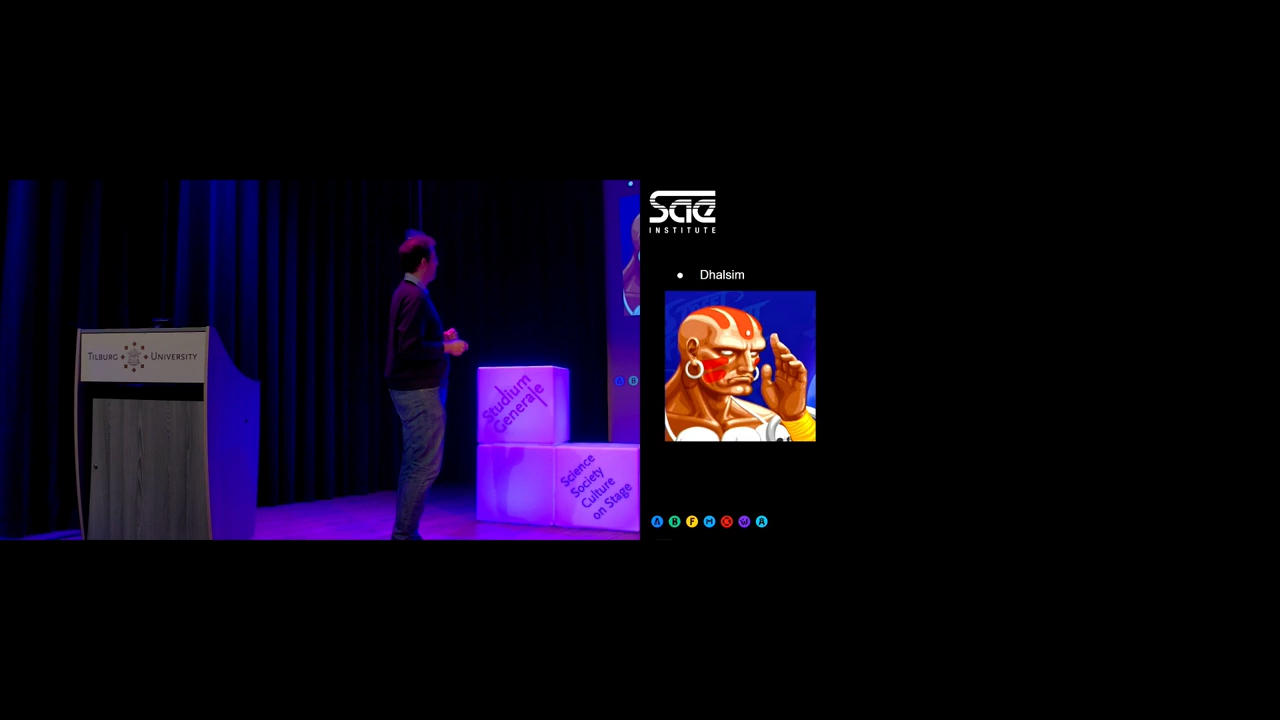 TILBURG UNIVERSITY
Studium
Generale
Science
Society
Culture
on Stage
A B
sae
INSTITUTE
• Dhalsim
A B F M C W A